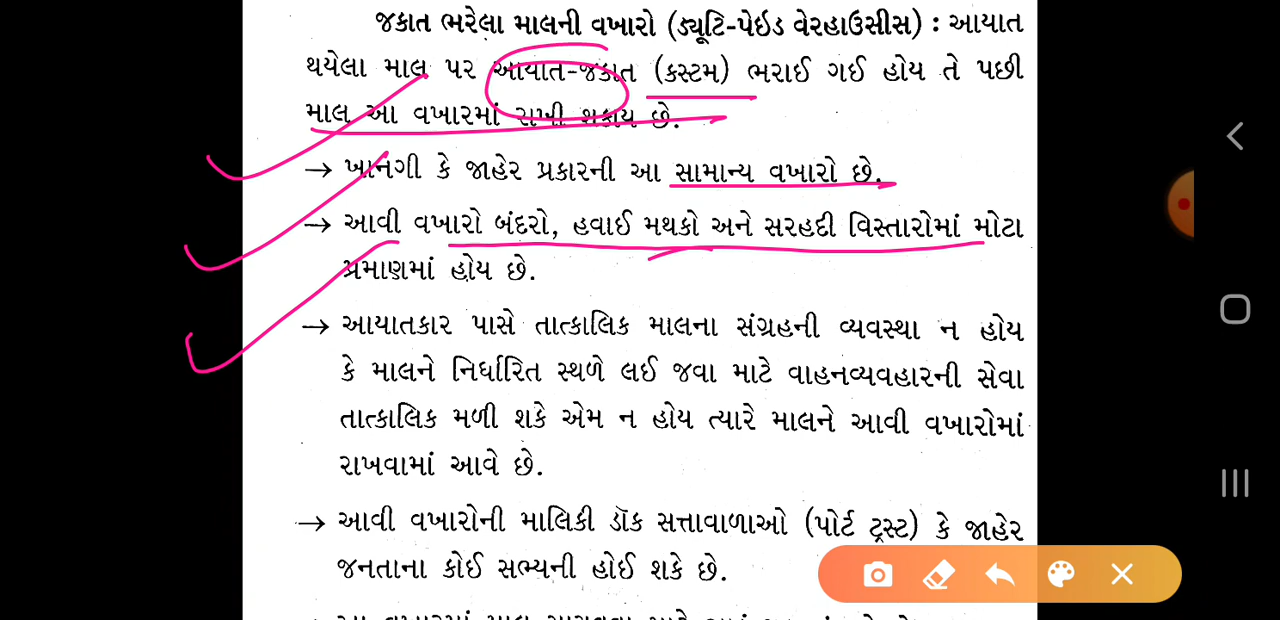 જકાત ભરેલા માલની વખારો (ડ્યૂટિ-પેઇડ વેરહાઉસીસ) : આયાત
થયેલા માલ પર આયાત-જકાત (કસ્ટમ) ભરાઈ ગઈ હોય તે પછી
માલ આ વખારમાં રાખી શકાય છે.
→ ખાનગી કે જાહેર પ્રકારની આ સામાન્ય વખારો છે.
→ આવી વખારો બંદરો, હવાઈ મથકો અને સરહદી વિસ્તારોમાં મોટા
પ્રમાણમાં હોય છે.
→ આયાતકાર પાસે તાત્કાલિક માલના સંગ્રહની વ્યવસ્થા ન હોય
કે માલને નિર્ધારિત સ્થળે લઈ જવા માટે વાહનવ્યવહારની સેવા
તાત્કાલિક મળી શકે એમ ન હોય ત્યારે માલને આવી વખારોમાં
રાખવામાં આવે છે.
→ આવી વખારોની માલિકી ડૉક સત્તાવાળાઓ (પોર્ટ ટ્રસ્ટ) કે જાહેર
જનતાના કોઈ સભ્યની હોઈ શકે છે.